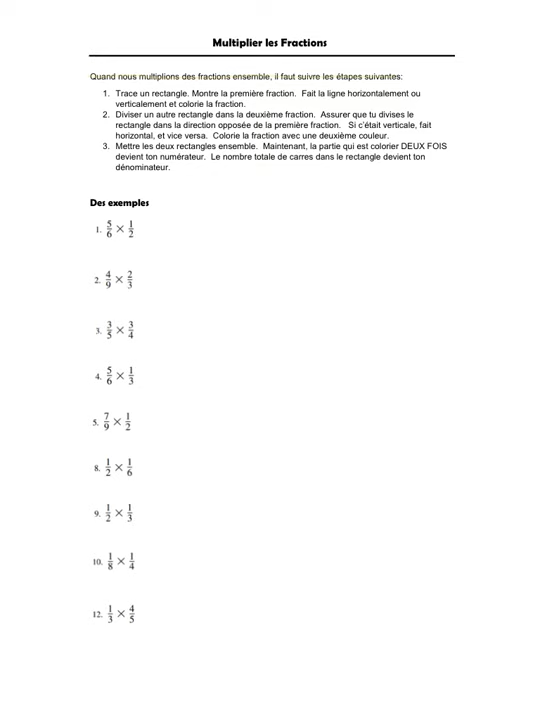 Multiplier les Fractions
Quand nous multiplions des fractions ensemble, il faut suivre les étapes suivantes:
1. Trace un rectangle. Montre la première fraction. Fait la ligne horizontalement ou
verticalement et colorie la fraction.
2. Diviser un autre rectangle dans la deuxième fraction. Assurer que tu divises le
rectangle dans la direction opposée de la première fraction. Si c'était verticale, fait
horizontal, et vice versa. Colorie la fraction avec une deuxième couleur.
3. Mettre les deux rectangles ensemble. Maintenant, la partie qui est colorier DEUX FOIS
devient ton numérateur. Le nombre totale de carres dans le rectangle devient ton
dénominateur.
Des exemples
1. 5/6 × 1/2
2. 4/9 × 2/3
3. 3/5 × 3/4
4. 5/6 × 1/3
5. 7/9 × 1/2
8. 1/2 × 1/6
9. 1/2 × 1/3
10. 1/8 × 1/4
12. 1/3 × 4/5